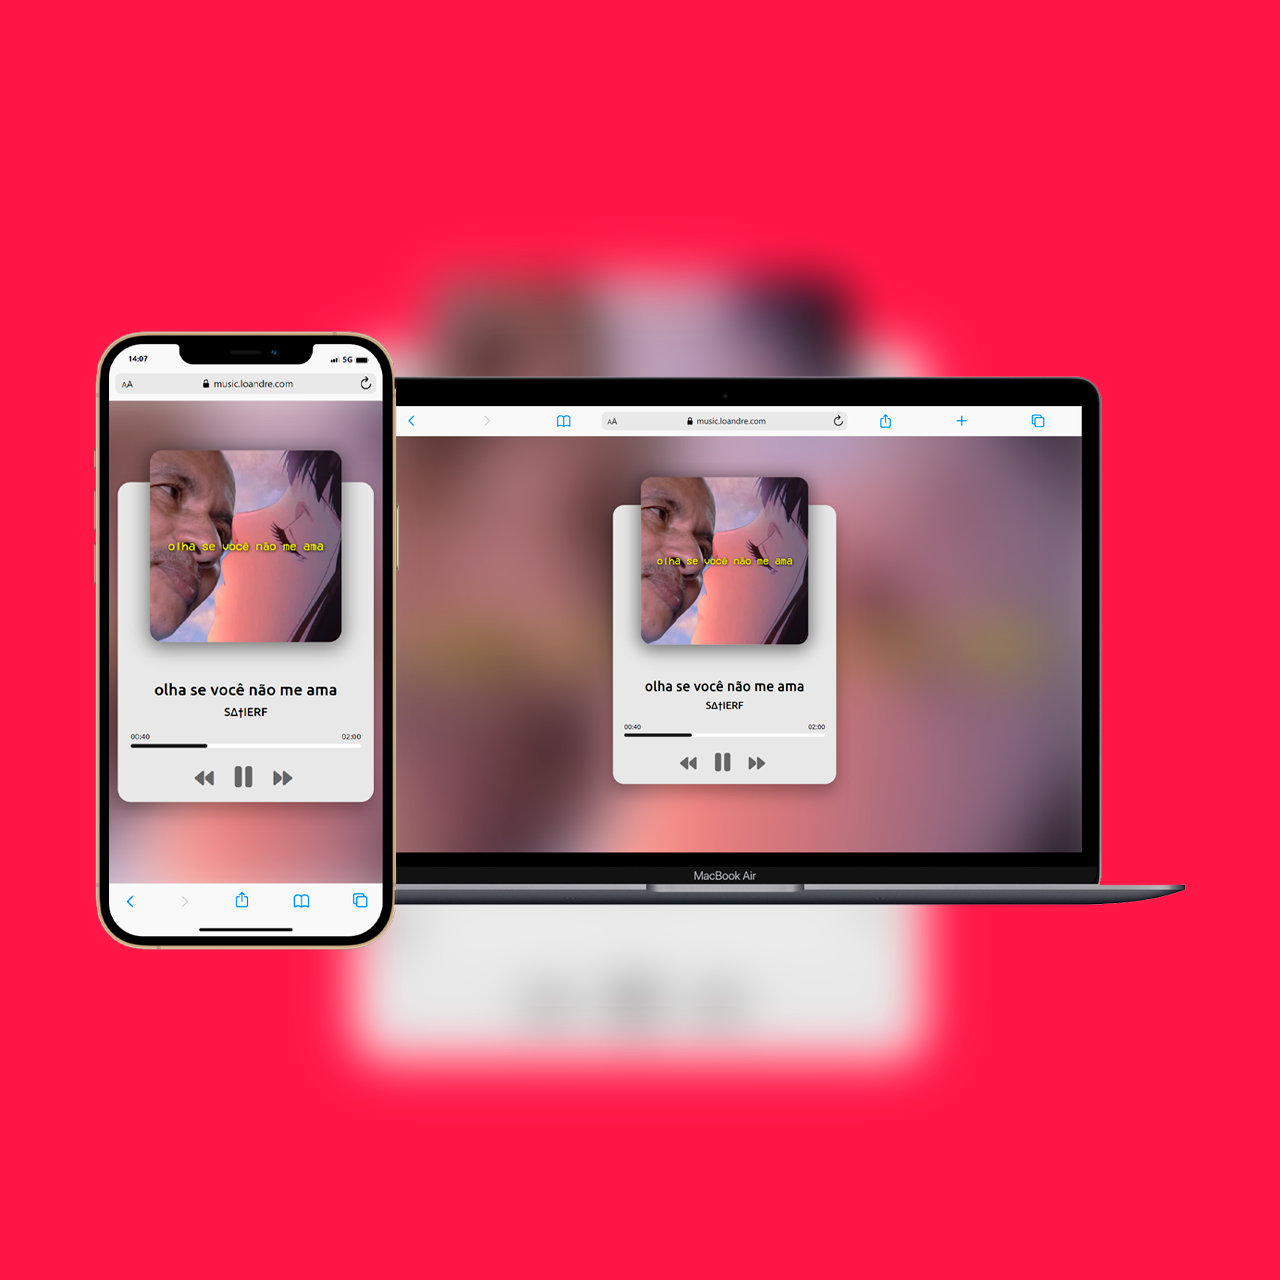 14:07
5G
AA
music.loandre.com
olha se você não me ama
olha se você não me ama
SΔ†IERF
00:40
02:00
AA
music.loandre.com
olha se você não me ama
olha se você não me ama
SΔ†IERF
00:40
02:00
MacBook Air